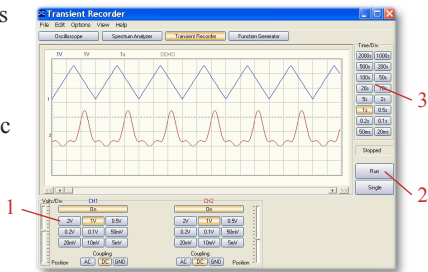 s
c
Transient Recorder
File Edit Options View Help
Oscilloscope Spectrum Analyzer Transient Recorder Function Generator
1V 1V 1s DEMO
1
2
Time/Div.
2000s 1000s
500s 200s
100s 50s
20s 10s
5s 2s
1s 0.5s
0.2s 0.1s
50ms 20ms
Stopped
Run
Single
1
2
3
Volts/Div. CH1 CH2
On On
2V 1V 0.5V 2V 1V 0.5V
0.2V 0.1V 50mV 0.2V 0.1V 50mV
20mV 10mV 5mV 20mV 10mV 5mV
Coupling Coupling
Position AC DC GND Position AC DC GND